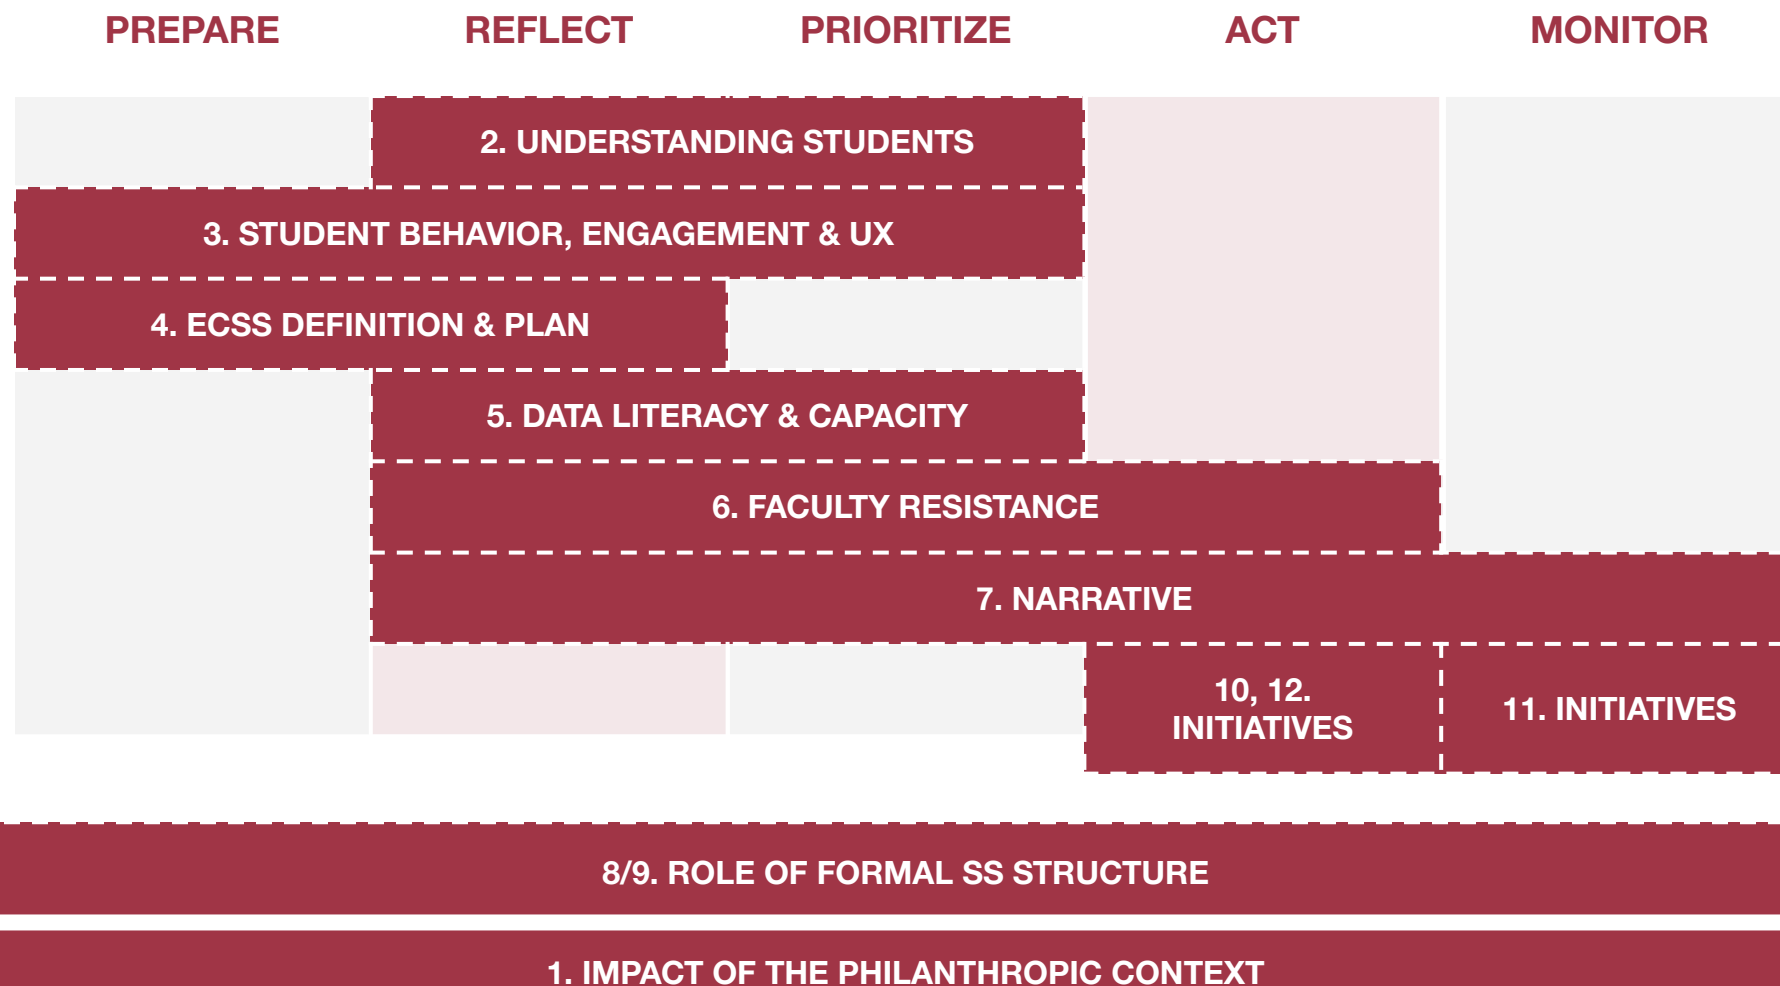 PREPARE
REFLECT
PRIORITIZE
ACT
MONITOR
2. UNDERSTANDING STUDENTS
3. STUDENT BEHAVIOR, ENGAGEMENT & UX
4. ECSS DEFINITION & PLAN
5. DATA LITERACY & CAPACITY
6. FACULTY RESISTANCE
7. NARRATIVE
10, 12.
INITIATIVES
11. INITIATIVES
8/9. ROLE OF FORMAL SS STRUCTURE
1. IMPACT OF THE PHILANTHROPIC CONTEXT